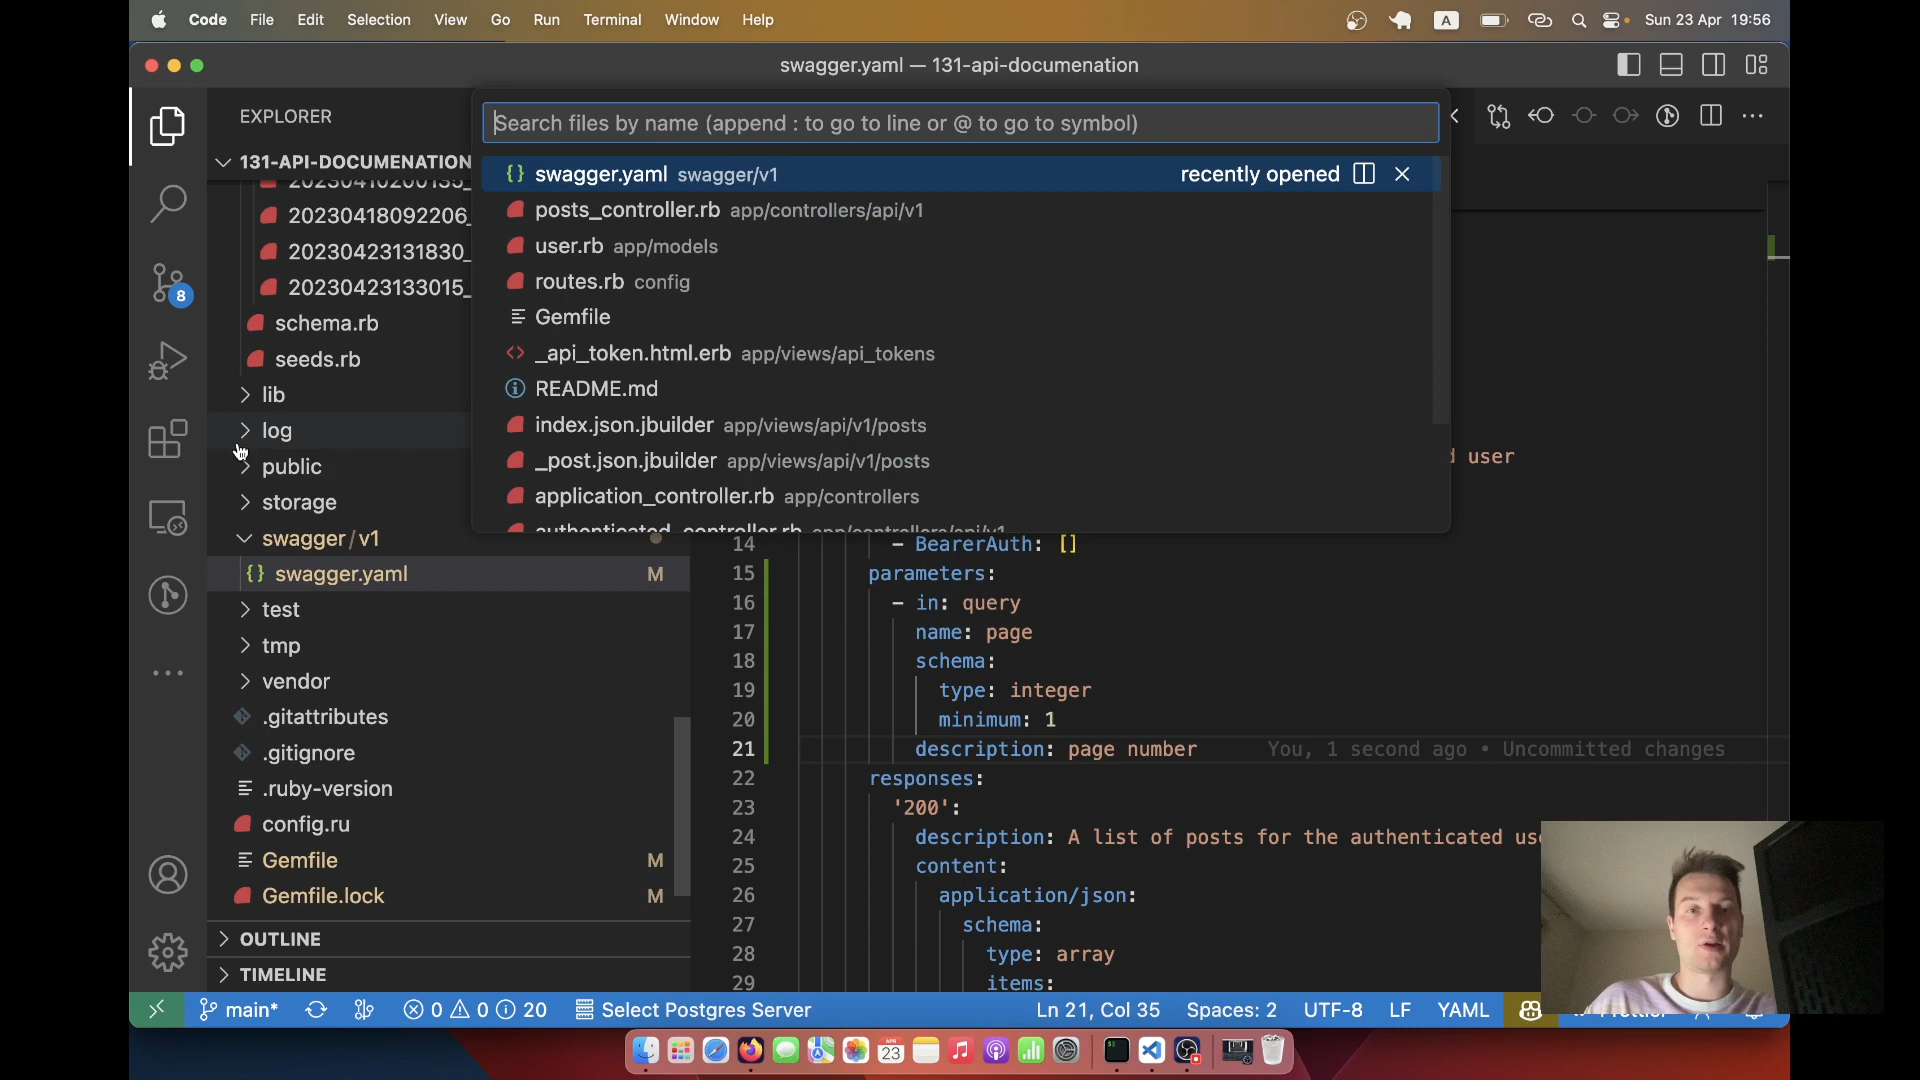 Code File Edit Selection View Go Run Terminal Window Help
A
Sun 23 Apr 19:56
swagger.yaml — 131-api-documenation
EXPLORER
131-API-DOCUMENATION
20230418092206_
20230423131830_
20230423133015_
schema.rb
seeds.rb
lib
log
public
storage
swagger/v1
swagger.yaml M
test
tmp
vendor
.gitattributes
.gitignore
.ruby-version
config.ru
Gemfile M
Gemfile.lock M
OUTLINE
TIMELINE
8
Search files by name (append : to go to line or @ to go to symbol)
swagger.yaml swagger/v1 recently opened
posts_controller.rb app/controllers/api/v1
user.rb app/models
routes.rb config
Gemfile
_api_token.html.erb app/views/api_tokens
README.md
index.json.jbuilder app/views/api/v1/posts
_post.json.jbuilder app/views/api/v1/posts
application_controller.rb app/controllers
authenticated_controller.rb app/controllers/api/v1
user
14 - BearerAuth: []
15 parameters:
16 - in: query
17 name: page
18 schema:
19 type: integer
20 minimum: 1
21 description: page number You, 1 second ago • Uncommitted changes
22 responses:
23 '200':
24 description: A list of posts for the authenticated
25 content:
26 application/json:
27 schema:
28 type: array
29 items:
main* 0 0 20 Select Postgres Server Ln 21, Col 35 Spaces: 2 UTF-8 LF YAML
APR
23